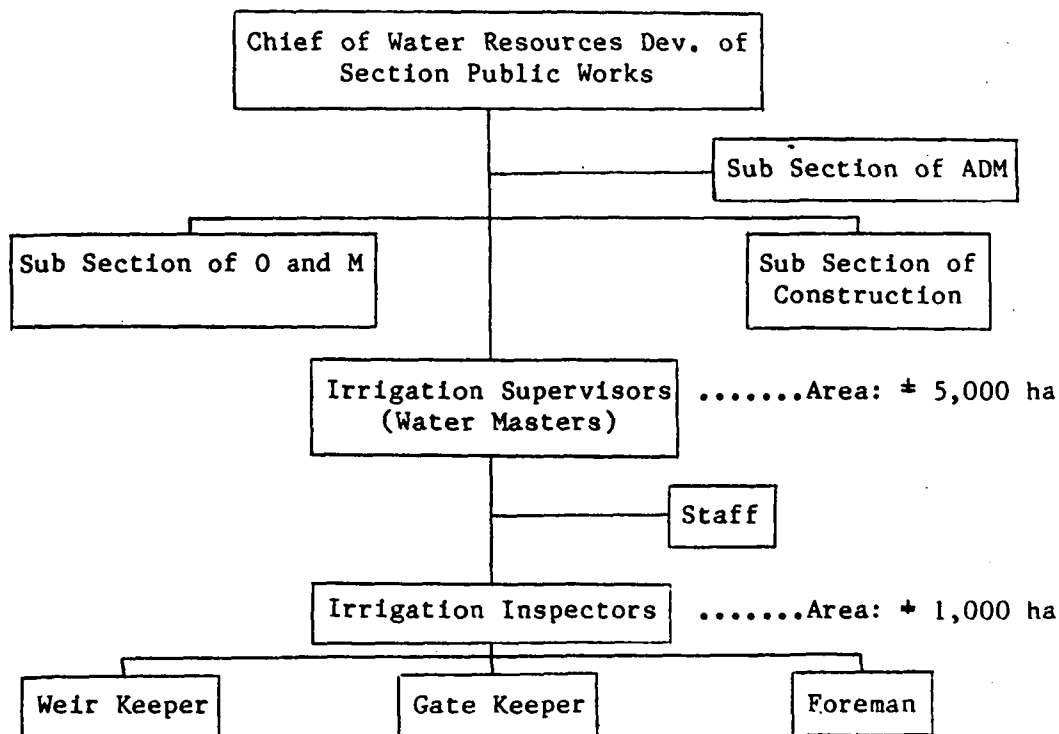 Chief of Water Resources Dev. of
Section Public Works
Sub Section of ADM
Sub Section of O and M
Sub Section of
Construction
Irrigation Supervisors
(Water Masters)
.......Area: ± 5,000 ha
Staff
Irrigation Inspectors
.......Area: ± 1,000 ha
Weir Keeper
Gate Keeper
Foreman